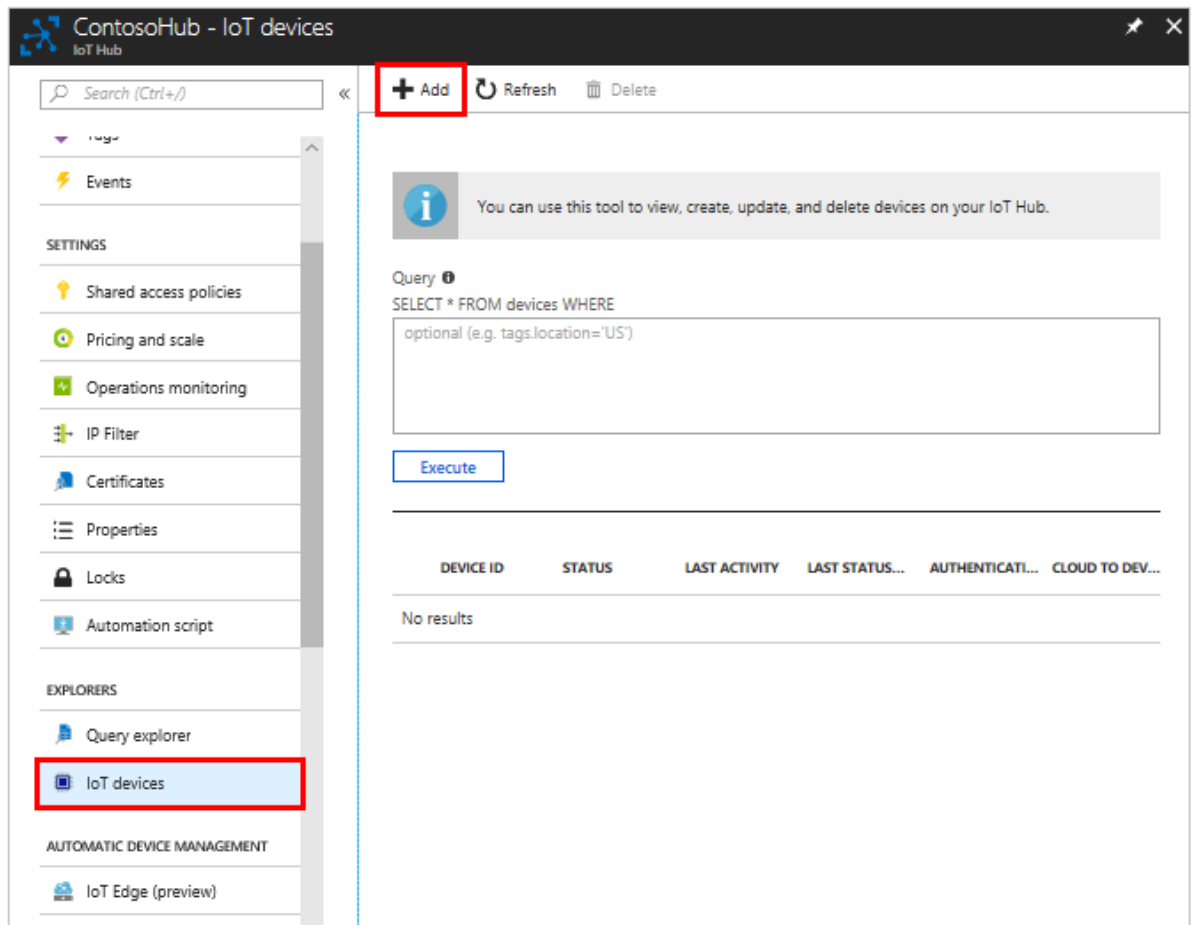 ContosoHub - IoT devices
IoT Hub
Search (Ctrl+/)
Tags
Events
SETTINGS
Shared access policies
Pricing and scale
Operations monitoring
IP Filter
Certificates
Properties
Locks
Automation script
EXPLORERS
Query explorer
IoT devices
AUTOMATIC DEVICE MANAGEMENT
IoT Edge (preview)
Add Refresh Delete
You can use this tool to view, create, update, and delete devices on your IoT Hub.
Query
SELECT * FROM devices WHERE
optional (e.g. tags.location='US')
Execute
DEVICE ID STATUS LAST ACTIVITY LAST STATUS... AUTHENTICATI... CLOUD TO DEV...
No results